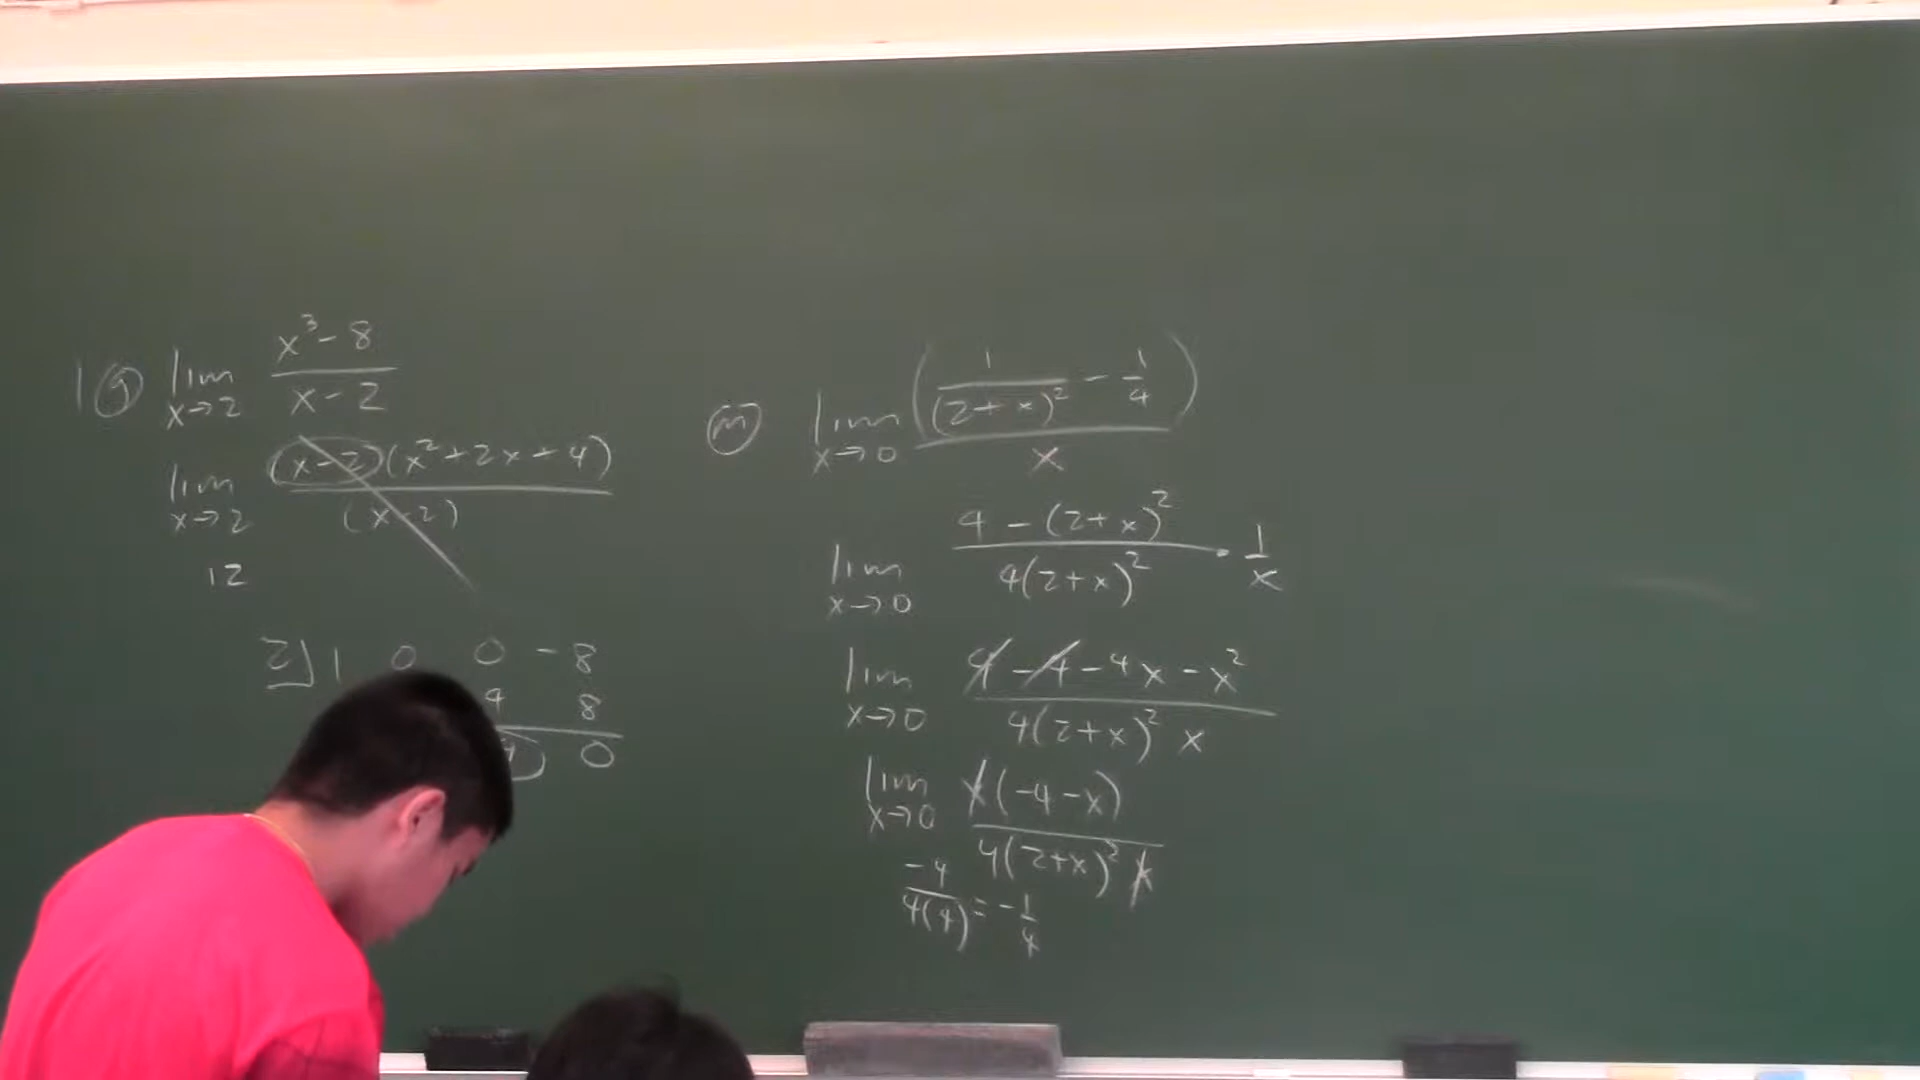 1 g lim x→2 (x³ - 8)/(x - 2)
lim x→2 (x-2)(x²+2x+4)/(x-2)
12
2⌋ 1 0 0 -8
4 8
0
m lim x→0 (1/(2+x)² - 1/4)/x
lim x→0 (4 - (2+x)²)/(4(2+x)²) · 1/x
lim x→0 (4 - 4 - 4x - x²)/(4(2+x)² x)
lim x→0 x(-4-x)/(4(2+x)² x)
-4/(4(4)) = -1/4